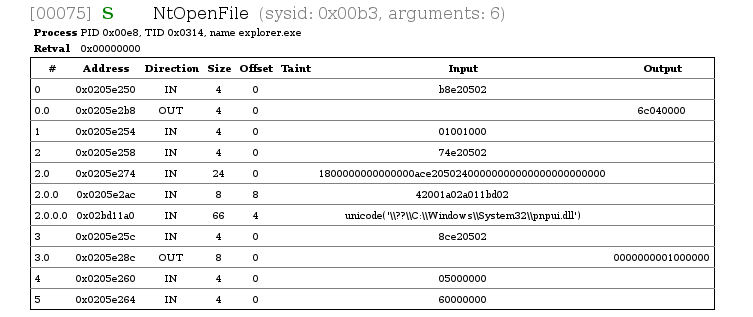 [00075] S NtOpenFile (sysid: 0x00b3, arguments: 6)
Process PID 0x00e8, TID 0x0314, name explorer.exe
Retval 0x00000000
# Address Direction Size Offset Taint Input Output
0 0x0205e250 IN 4 0 b8e20502
0.0 0x0205e2b8 OUT 4 0 6c040000
1 0x0205e254 IN 4 0 01001000
2 0x0205e258 IN 4 0 74e20502
2.0 0x0205e274 IN 24 0 1800000000000000ace20502400000000000000000000000
2.0.0 0x0205e2ac IN 8 8 42001a02a011bd02
2.0.0.0 0x02bd11a0 IN 66 4 unicode('\\??\\C:\\Windows\\System32\\pnpui.dll')
3 0x0205e25c IN 4 0 8ce20502
3.0 0x0205e28c OUT 8 0 0000000001000000
4 0x0205e260 IN 4 0 05000000
5 0x0205e264 IN 4 0 60000000